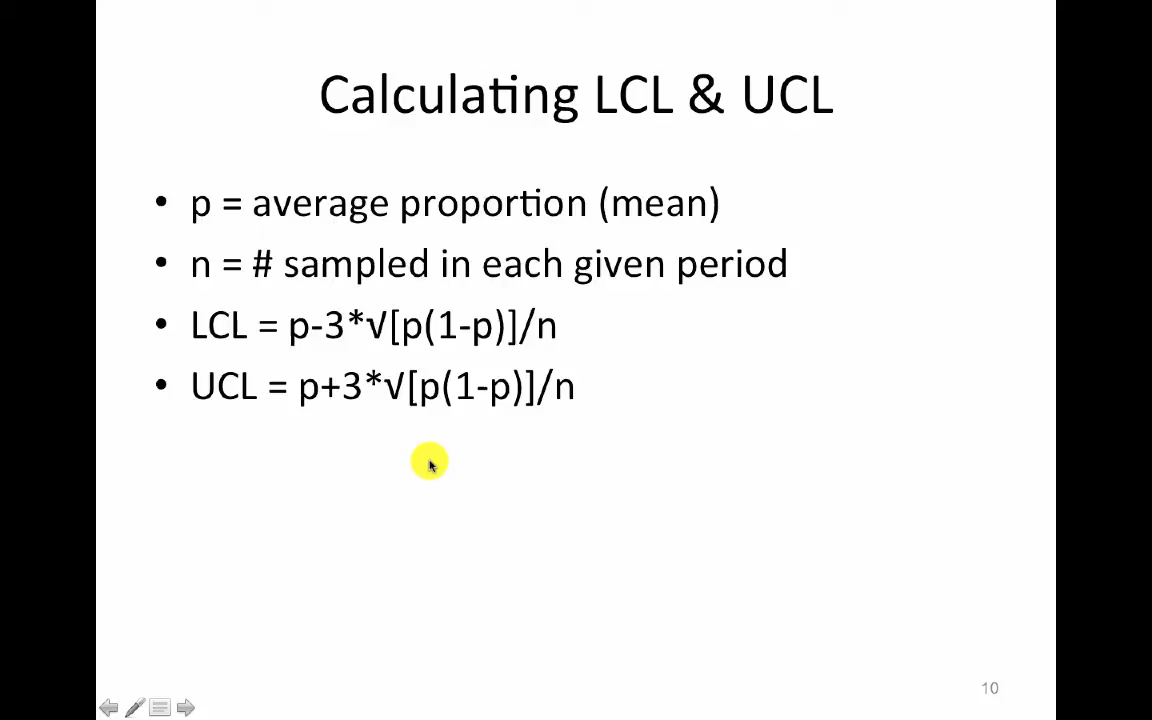 Calculating LCL & UCL
• p = average proportion (mean)
• n = # sampled in each given period
• LCL = p-3*√[p(1-p)]/n
• UCL = p+3*√[p(1-p)]/n
10